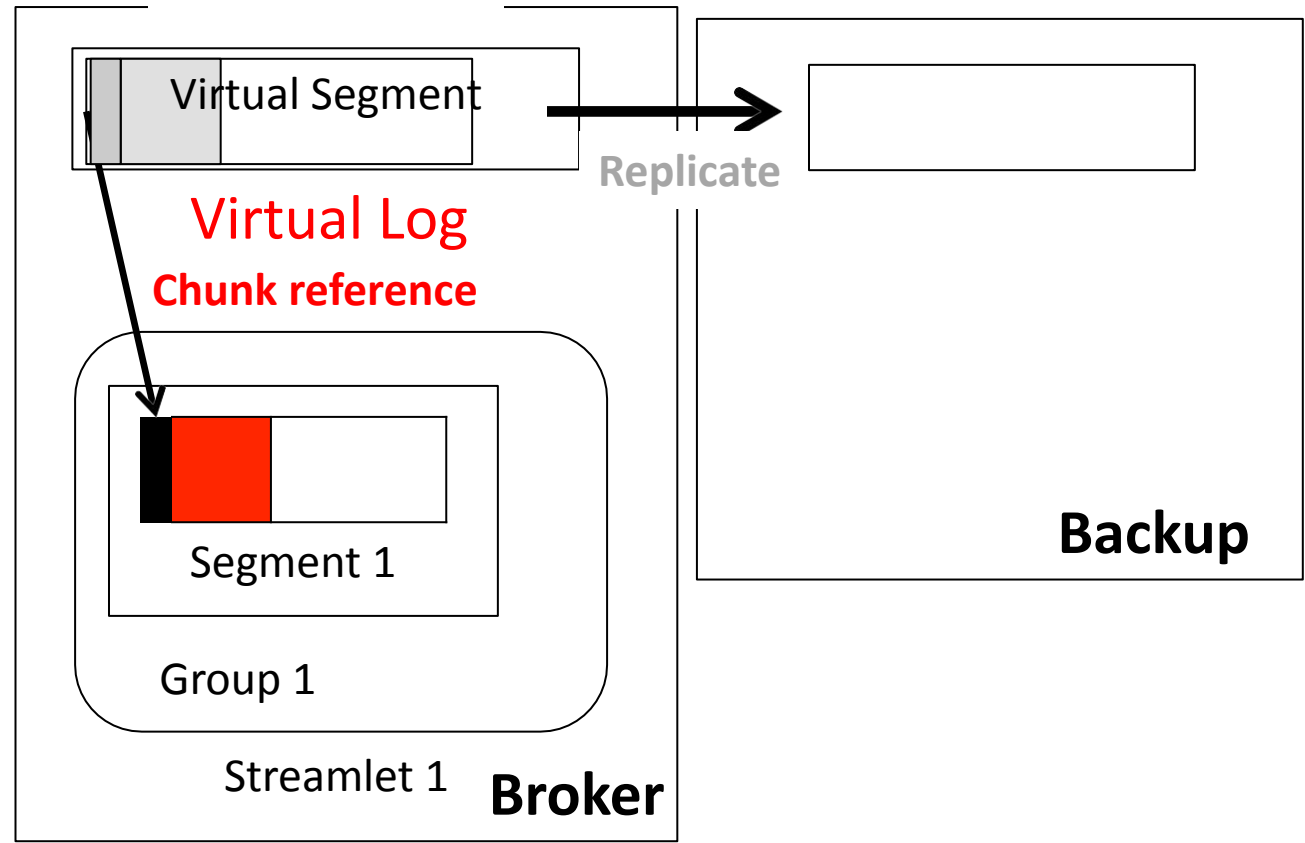 Virtual Segment
Replicate
Virtual Log
Chunk reference
Segment 1
Backup
Group 1
Streamlet 1
Broker